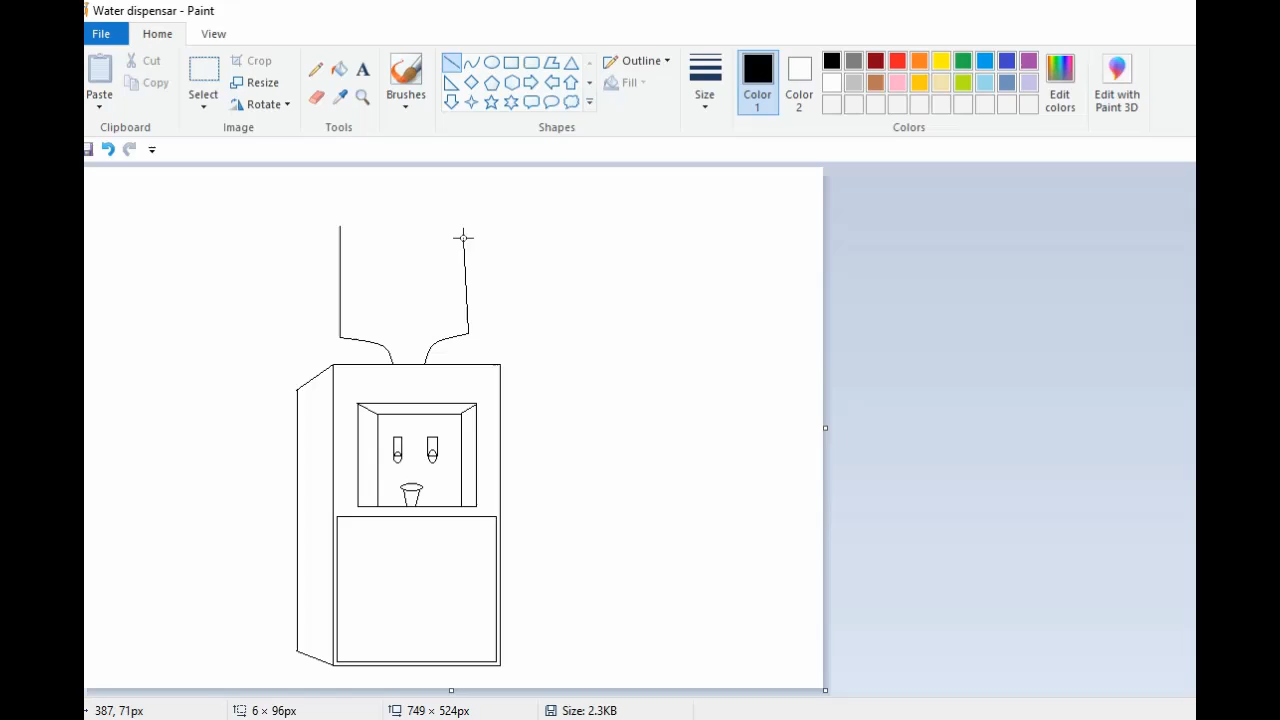 Water dispensar - Paint
File Home View
Cut
Copy
Paste
Clipboard
Crop
Resize
Rotate
Select
Image
A
Tools
Brushes
Outline
Fill
Shapes
Size
Color 1
Color 2
Edit colors
Colors
Edit with Paint 3D
387, 71px
6 × 96px
749 × 524px
Size: 2.3KB